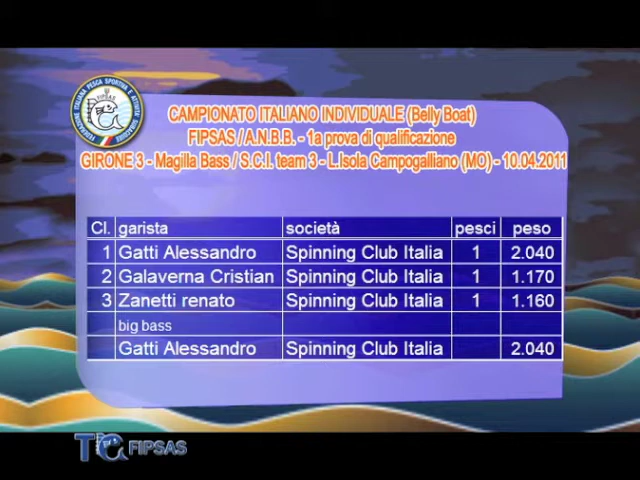 CAMPIONATO ITALIANO INDIVIDUALE (Belly Boat)
FIPSAS / A.N.B.B. - 1a prova di qualificazione
GIRONE 3 - Magilla Bass / S.C.I. team 3 - L.Isola Campogalliano (MO) - 10.04.2011
Cl. garista società pesci peso
1 Gatti Alessandro Spinning Club Italia 1 2.040
2 Galaverna Cristian Spinning Club Italia 1 1.170
3 Zanetti renato Spinning Club Italia 1 1.160
big bass
Gatti Alessandro Spinning Club Italia 2.040
FIPSAS